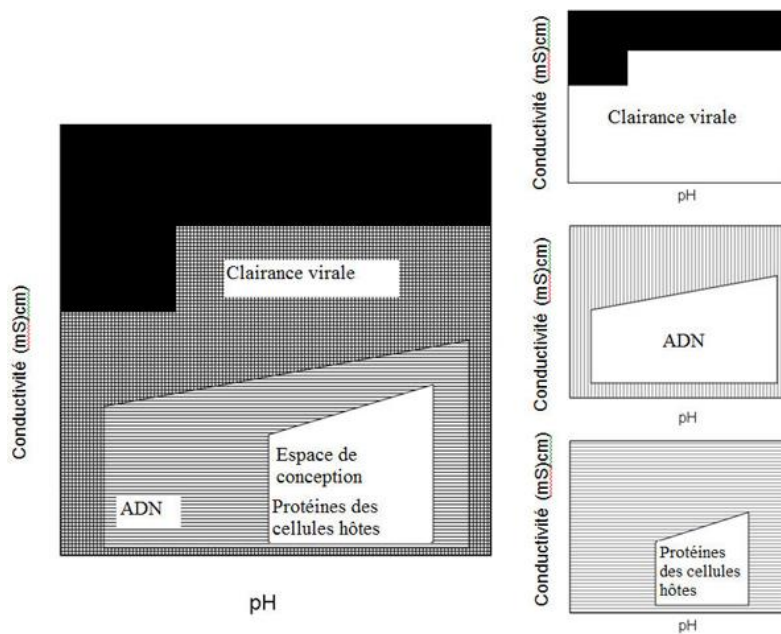 Conductivité (mS)cm)
Clairance virale
ADN
Espace de
conception
Protéines des
cellules hôtes
pH
Conductivité (mS)cm)
Clairance virale
pH
Conductivité (mS)cm)
ADN
pH
Conductivité (mS)cm)
Protéines
des cellules
hôtes
pH